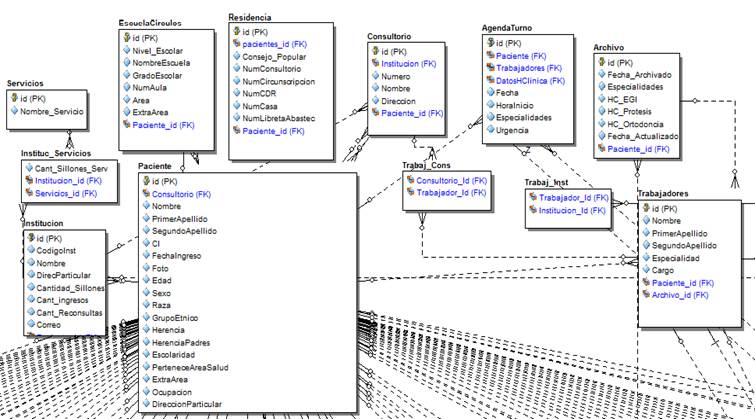 EscuelaCirculos
id (PK)
Nivel_Escolar
NombreEscuela
GradoEscolar
NumAula
Area
ExtraArea
Paciente_id (FK)
Residencia
id (PK)
pacientes_id (FK)
Consejo_Popular
NumConsultorio
NumCircunscripcion
NumCDR
NumCasa
NumLibretaAbastec
Paciente_id (FK)
Consultorio
id (PK)
Institucion (FK)
Numero
Nombre
Direccion
Paciente_id (FK)
AgendaTurno
id (PK)
Paciente (FK)
Trabajadores (FK)
DatosHClinica (FK)
Fecha
HoraInicio
Especialidades
Urgencia
Archivo
id (PK)
Fecha_Archivado
Especialidades
HC_EGI
HC_Protesis
HC_Ortodoncia
Fecha_Actualizado
Paciente_id (FK)
Servicios
id (PK)
Nombre_Servicio
Instituc_Servicios
Cant_Sillones_Serv
Institucion_id (FK)
Servicios_id (FK)
Institucion
id (PK)
CodigoInst
Nombre
DirecParticular
Cantidad_Sillones
Cant_ingresos
Cant_Reconsultas
Correo
Paciente
id (PK)
Consultorio (FK)
Nombre
PrimerApellido
SegundoApellido
CI
FechaIngreso
Foto
Edad
Sexo
Raza
GrupoEtnico
Herencia
HerenciaPadres
Escolaridad
PerteneceAreaSalud
ExtraArea
Ocupacion
DireccionParticular
Trabaj_Cons
Consultorio_Id (FK)
Trabajador_Id (FK)
Trabaj_Inst
Trabajador_Id (FK)
Institucion_Id (FK)
Trabajadores
id (PK)
Nombre
PrimerApellido
SegundoApellido
Especialidad
Cargo
Paciente_id (FK)
Archivo_id (FK)